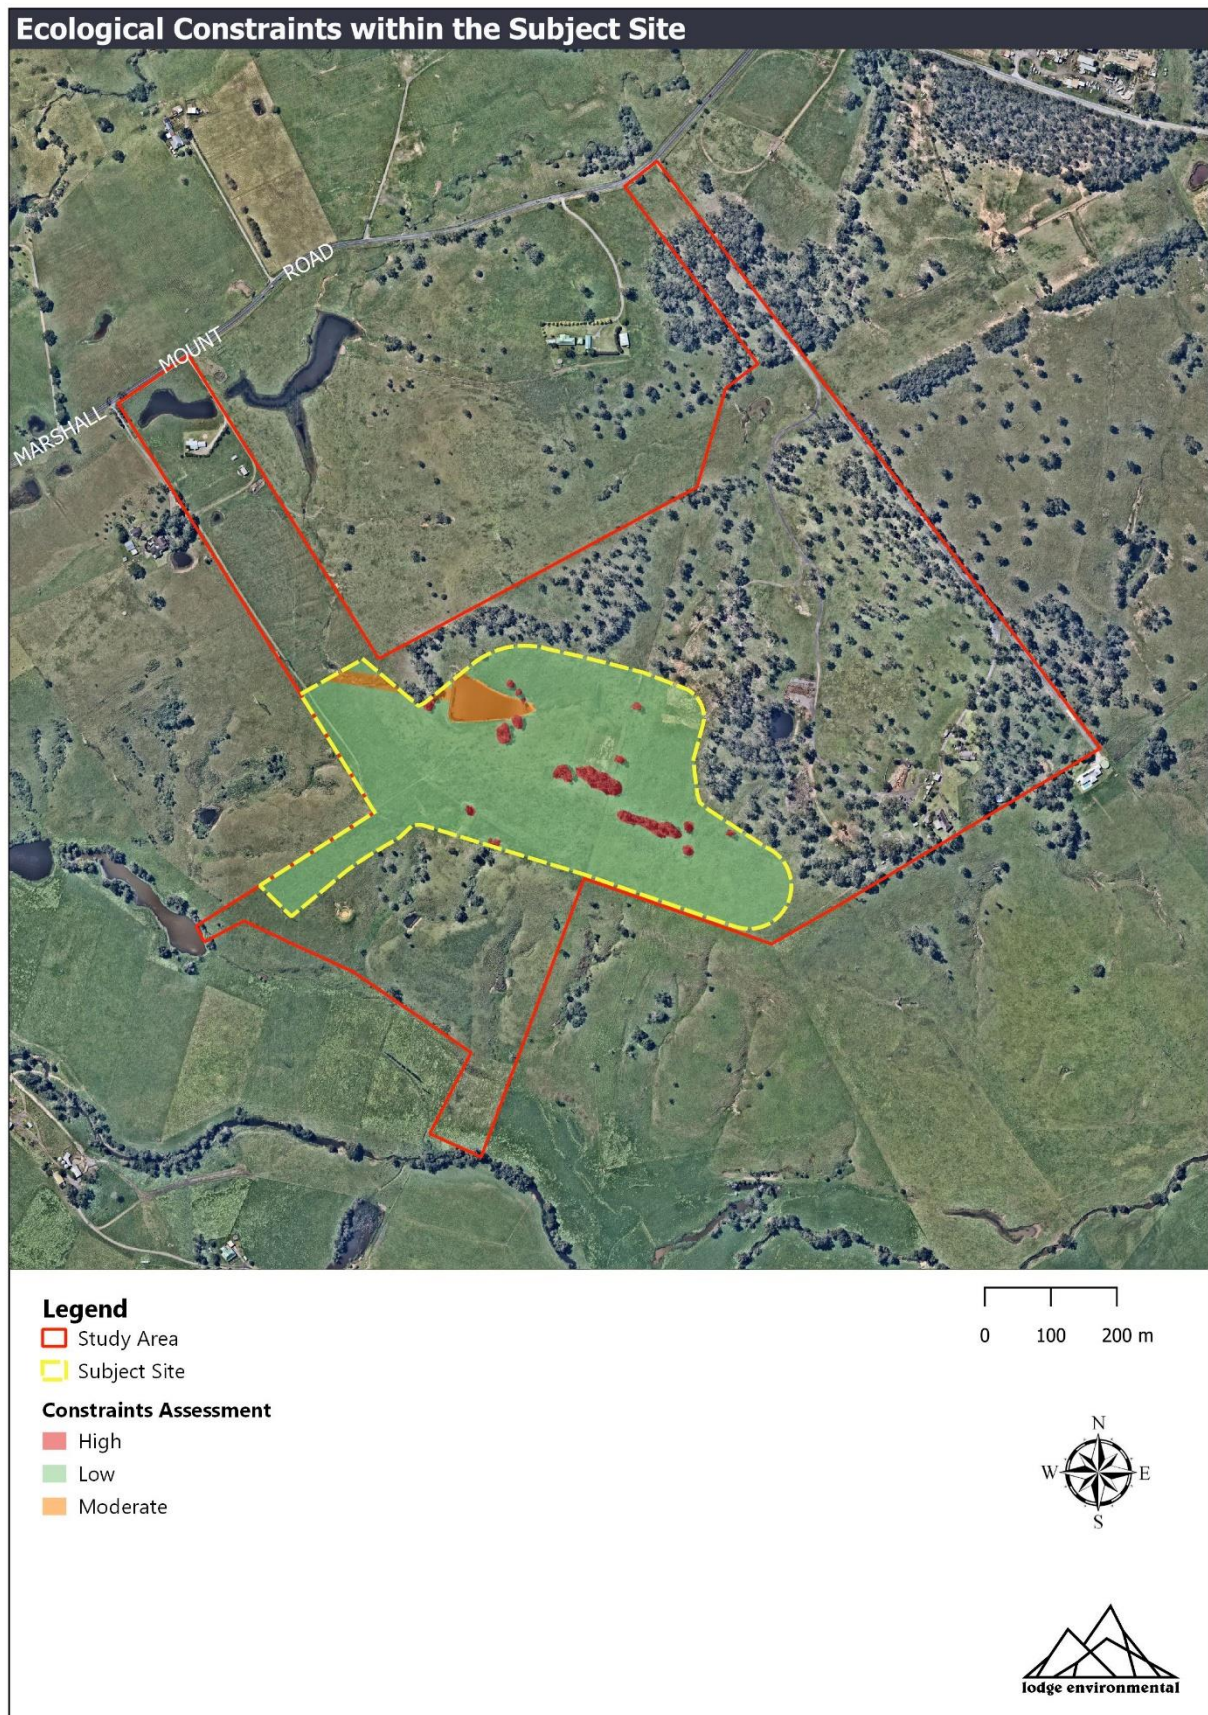 Ecological Constraints within the Subject Site
MARSHALL MOUNT ROAD
Legend
Study Area
Subject Site
Constraints Assessment
High
Low
Moderate
0 100 200 m
N
W E
S
lodge environmental